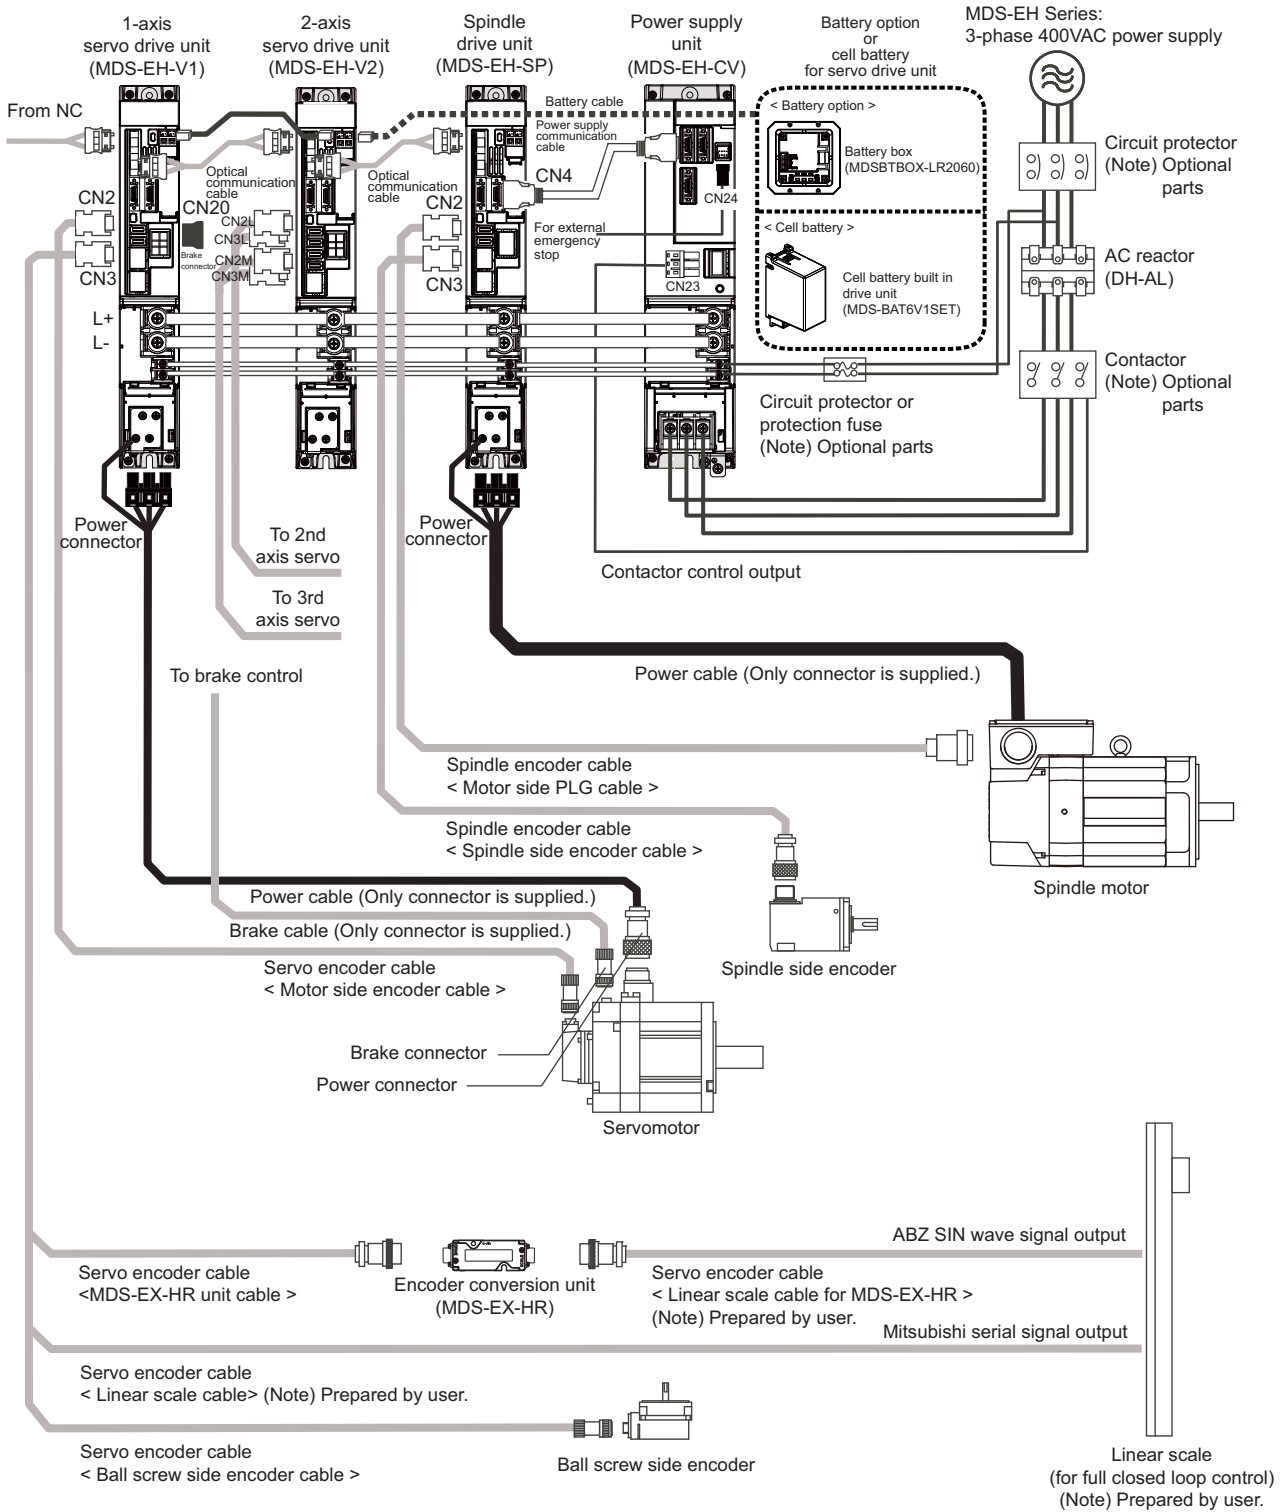 1-axis
servo drive unit
(MDS-EH-V1)
2-axis
servo drive unit
(MDS-EH-V2)
Spindle
drive unit
(MDS-EH-SP)
Power supply
unit
(MDS-EH-CV)
Battery option
or
cell battery
for servo drive unit
MDS-EH Series:
3-phase 400VAC power supply
From NC
Battery cable
Power supply
communication
cable
< Battery option >
Battery box
(MDSBTBOX-LR2060)
Circuit protector
(Note) Optional
parts
Optical
communication
cable
Optical
communication
cable
CN4
CN24
CN2
CN20
CN2L
CN3L
CN2M
CN3M
CN2
Brake
connector
CN3
CN3
For external
emergency
stop
CN23
< Cell battery >
Cell battery built in
drive unit
(MDS-BAT6V1SET)
AC reactor
(DH-AL)
L+
L-
Contactor
(Note) Optional
parts
Circuit protector or
protection fuse
(Note) Optional parts
Power
connector
Power
connector
To 2nd
axis servo
To 3rd
axis servo
Contactor control output
To brake control
Power cable (Only connector is supplied.)
Spindle encoder cable
< Motor side PLG cable >
Spindle encoder cable
< Spindle side encoder cable >
Spindle motor
Power cable (Only connector is supplied.)
Brake cable (Only connector is supplied.)
Servo encoder cable
< Motor side encoder cable >
Spindle side encoder
Brake connector
Power connector
Servomotor
ABZ SIN wave signal output
Servo encoder cable
<MDS-EX-HR unit cable >
Encoder conversion unit
(MDS-EX-HR)
Servo encoder cable
< Linear scale cable for MDS-EX-HR >
(Note) Prepared by user.
Mitsubishi serial signal output
Servo encoder cable
< Linear scale cable> (Note) Prepared by user.
Servo encoder cable
< Ball screw side encoder cable >
Ball screw side encoder
Linear scale
(for full closed loop control)
(Note) Prepared by user.